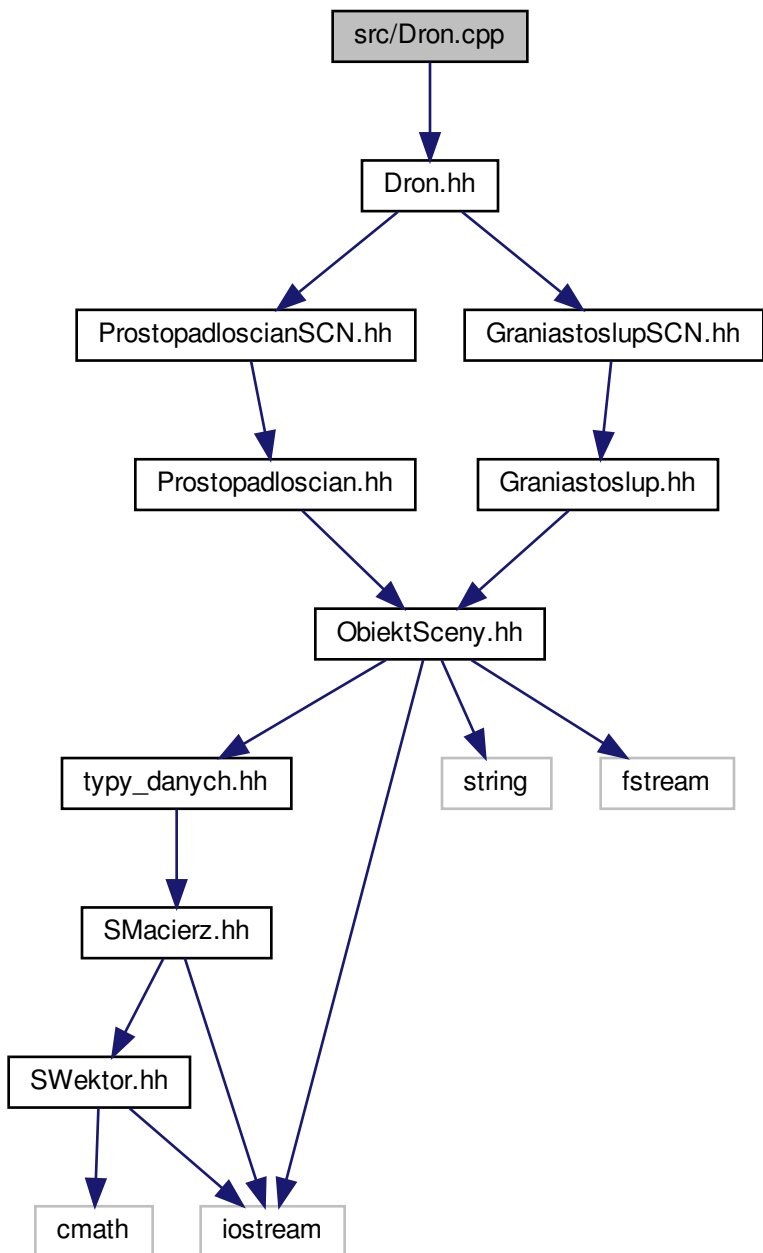 src/Dron.cpp
Dron.hh
ProstopadloscianSCN.hh
GraniastoslupSCN.hh
Prostopadloscian.hh
Graniastoslup.hh
ObiektSceny.hh
typy_danych.hh
string
fstream
SMacierz.hh
SWektor.hh
cmath
iostream